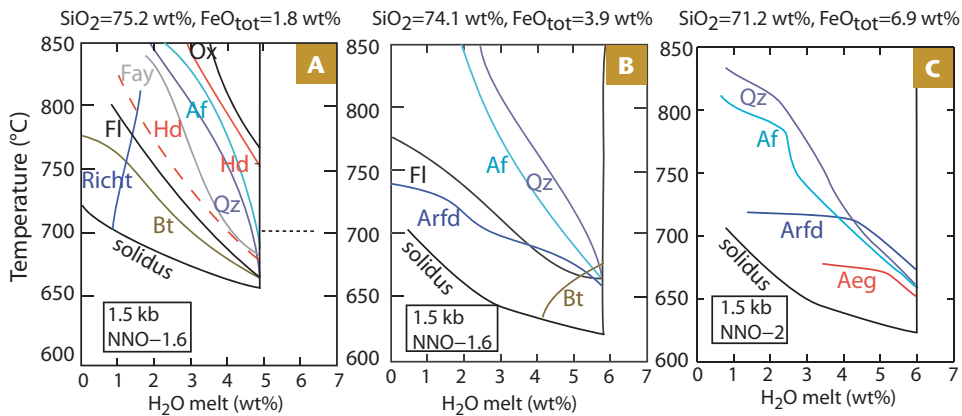 SiO2=75.2 wt%, FeOtot=1.8 wt%
SiO2=74.1 wt%, FeOtot=3.9 wt%
SiO2=71.2 wt%, FeOtot=6.9 wt%
Temperature (°C)
850
800
750
700
650
600
Ox
A
Fay
Af
Fl
Hd
Hd
Richt
Qz
Bt
solidus
1.5 kb
NNO–1.6
0 1 2 3 4 5 6 7
H2O melt (wt%)
850
800
750
700
650
600
B
Af
Qz
Fl
Arfd
solidus
Bt
1.5 kb
NNO–1.6
0 1 2 3 4 5 6 7
H2O melt (wt%)
850
800
750
700
650
600
C
Qz
Af
Arfd
solidus
Aeg
1.5 kb
NNO–2
0 1 2 3 4 5 6 7
H2O melt (wt%)